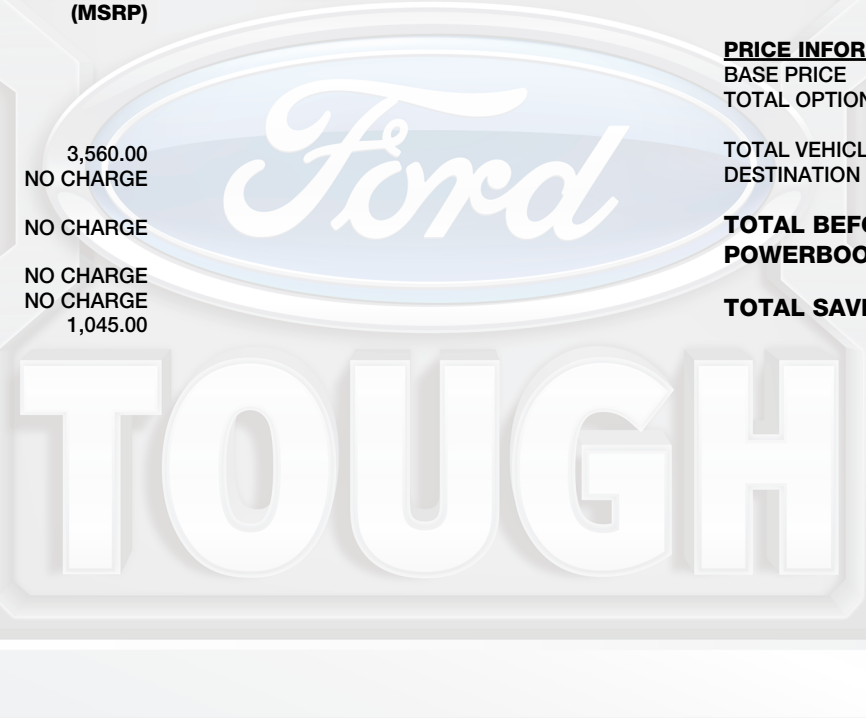 (MSRP)
3,560.00
NO CHARGE
NO CHARGE
NO CHARGE
NO CHARGE
1,045.00
PRICE INFOR
BASE PRICE
TOTAL OPTION
TOTAL VEHICL
DESTINATION
TOTAL BEFO
POWERBOO
TOTAL SAVI
Ford
TOUGH